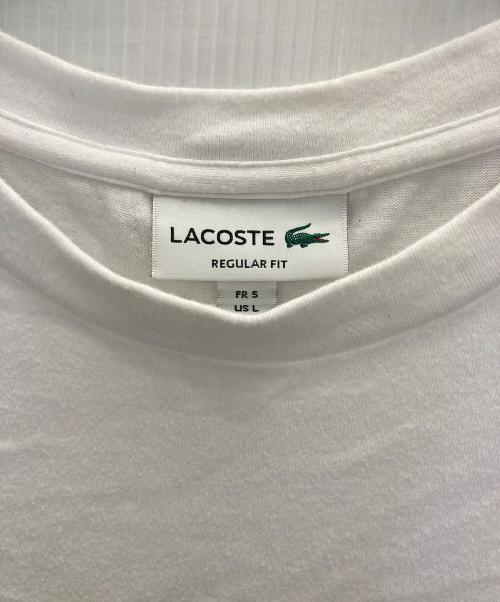 LACOSTE
REGULAR FIT
FR 5
US L